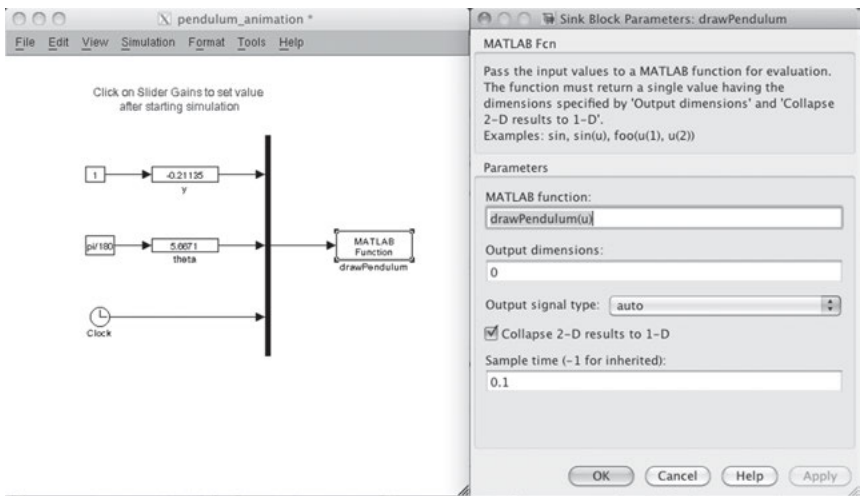 pendulum_animation *
File Edit View Simulation Format Tools Help
Click on Slider Gains to set value
after starting simulation
1
-0.21135
y
pi/180
5.6671
theta
Clock
MATLAB
Function
drawPendulum
Sink Block Parameters: drawPendulum
MATLAB Fcn
Pass the input values to a MATLAB function for evaluation.
The function must return a single value having the
dimensions specified by 'Output dimensions' and 'Collapse
2-D results to 1-D'.
Examples: sin, sin(u), foo(u(1), u(2))
Parameters
MATLAB function:
drawPendulum(u)
Output dimensions:
0
Output signal type: auto
Collapse 2-D results to 1-D
Sample time (-1 for inherited):
0.1
OK Cancel Help Apply